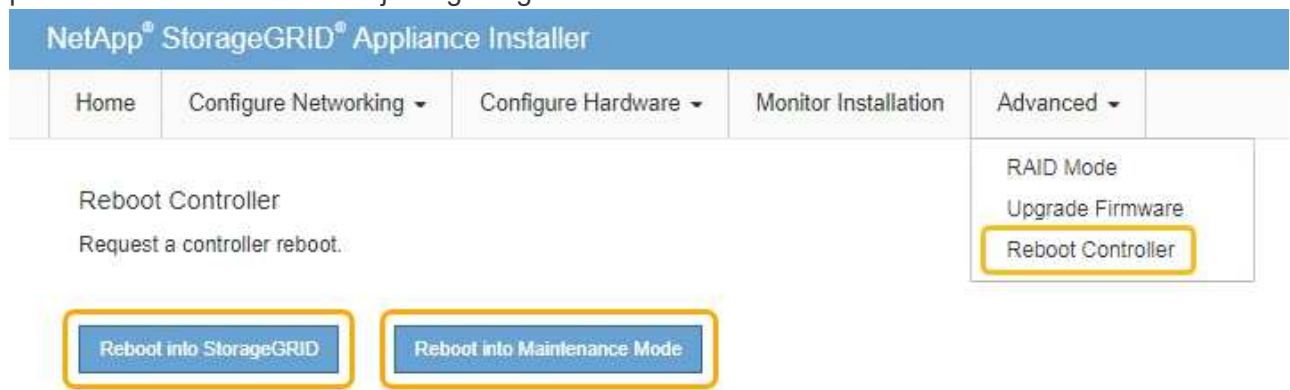 NetApp® StorageGRID® Appliance Installer
Home Configure Networking Configure Hardware Monitor Installation Advanced
RAID Mode
Upgrade Firmware
Reboot Controller
Reboot Controller
Request a controller reboot.
Reboot into StorageGRID Reboot into Maintenance Mode